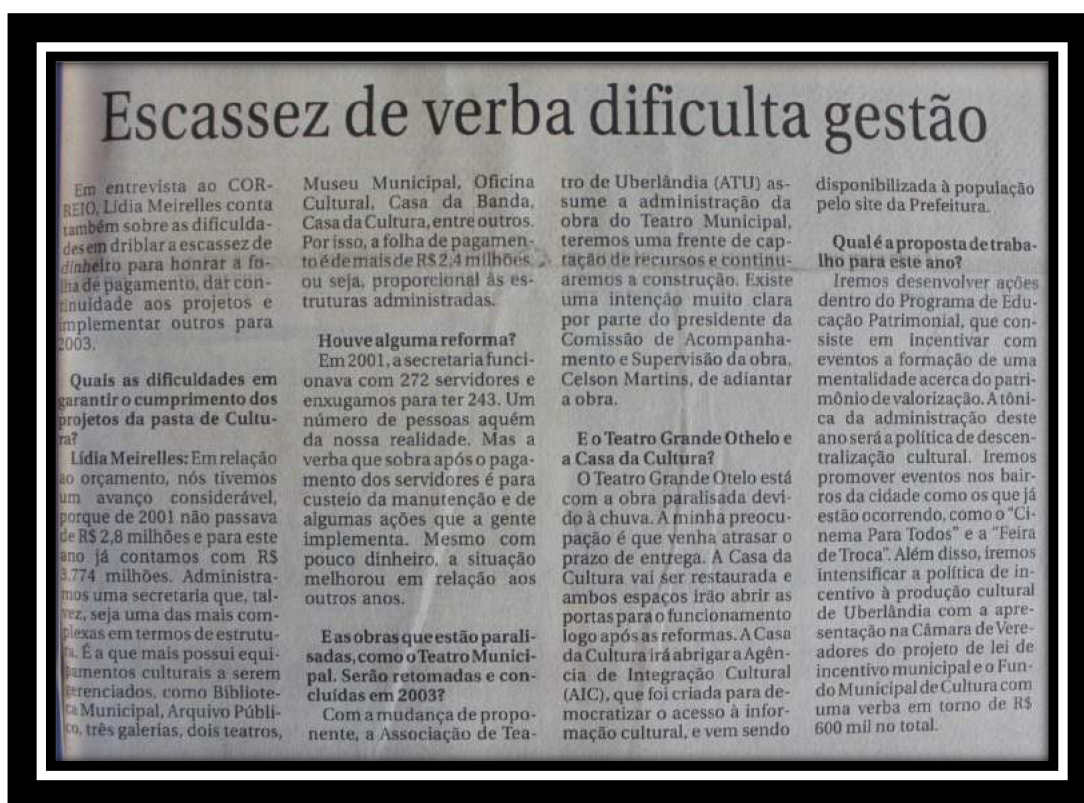 Escassez de verba dificulta gestão
Em entrevista ao COR-
REIO, Lídia Meirelles conta
também sobre as dificulda-
des em driblar a escassez de
dinheiro para honrar a fo-
lha de pagamento, dar con-
tinuidade aos projetos e
implementar outros para
2003.
Quais as dificuldades em
garantir o cumprimento dos
projetos da pasta de Cultu-
ra?
Lídia Meirelles: Em relação
ao orçamento, nós tivemos
um avanço considerável,
porque de 2001 não passava
de R$ 2,8 milhões e para este
ano já contamos com R$
3.774 milhões. Administra-
mos uma secretaria que, tal-
vez, seja uma das mais com-
plexas em termos de estrutu-
ra. É a que mais possui equi-
pamentos culturais a serem
gerenciados, como Bibliote-
ca Municipal, Arquivo Públi-
co, três galerias, dois teatros,
Museu Municipal, Oficina
Cultural, Casa da Banda,
Casa da Cultura, entre outros.
Por isso, a folha de pagamen-
to é de mais de R$ 2,4 milhões,
ou seja, proporcional às es-
truturas administradas.
Houve alguma reforma?
Em 2001, a secretaria funci-
onava com 272 servidores e
enxugamos para ter 243. Um
número de pessoas aquém
da nossa realidade. Mas a
verba que sobra após o paga-
mento dos servidores é para
custeio da manutenção e de
algumas ações que a gente
implementa. Mesmo com
pouco dinheiro, a situação
melhorou em relação aos
outros anos.
E as obras que estão parali-
sadas, como o Teatro Munici-
pal. Serão retomadas e con-
cluídas em 2003?
Com a mudança de propo-
nente, a Associação de Tea-
tro de Uberlândia (ATU) as-
sume a administração da
obra do Teatro Municipal,
teremos uma frente de cap-
tação de recursos e continu-
aremos a construção. Existe
uma intenção muito clara
por parte do presidente da
Comissão de Acompanha-
mento e Supervisão da obra,
Celson Martins, de adiantar
a obra.
E o Teatro Grande Othelo e
a Casa da Cultura?
O Teatro Grande Otelo está
com a obra paralisada devi-
do à chuva. A minha preocu-
pação é que venha atrasar o
prazo de entrega. A Casa da
Cultura vai ser restaurada e
ambos espaços irão abrir as
portas para o funcionamento
logo após as reformas. A Casa
da Cultura irá abrigar a Agên-
cia de Integração Cultural
(AIC), que foi criada para de-
mocratizar o acesso à infor-
mação cultural, e vem sendo
disponibilizada à população
pelo site da Prefeitura.
Qual é a proposta de traba-
lho para este ano?
Iremos desenvolver ações
dentro do Programa de Edu-
cação Patrimonial, que con-
siste em incentivar com
eventos a formação de uma
mentalidade acerca do patri-
mônio de valorização. A tôni-
ca da administração deste
ano será a política de descen-
tralização cultural. Iremos
promover eventos nos bair-
ros da cidade como os que já
estão ocorrendo, como o "Ci-
nema Para Todos" e a "Feira
de Troca". Além disso, iremos
intensificar a política de in-
centivo à produção cultural
de Uberlândia com a apre-
sentação na Câmara de Vere-
adores do projeto de lei de
incentivo municipal e o Fun-
do Municipal de Cultura com
uma verba em torno de R$
600 mil no total.